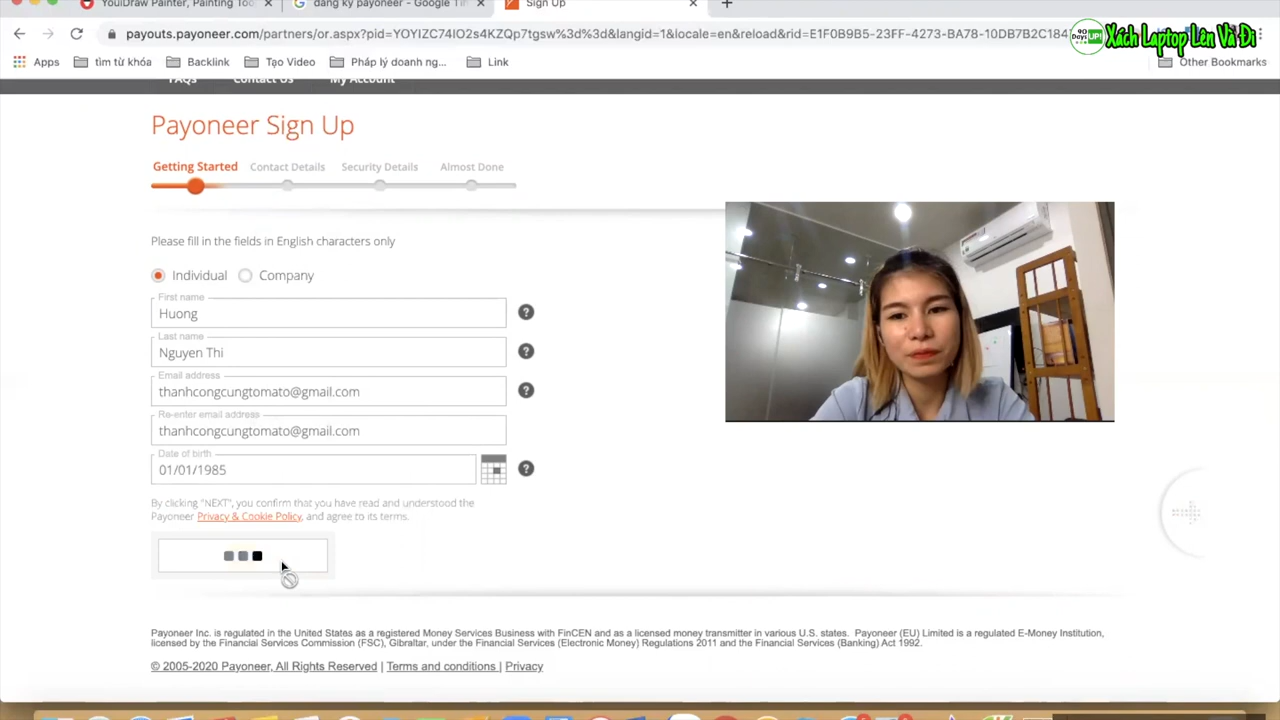 YouiDraw Painter, Painting Too
đăng ký payoneer - Google Tìm
Sign Up
payouts.payoneer.com/partners/or.aspx?pid=YOYIZC74IO2s4KZQp7tgsw%3d%3d&langid=1&locale=en&reload&rid=E1F0B9B5-23FF-4273-BA78-10DB7B2C184
90 Days UP!
Xách Laptop Lên Và Đi
Apps
tìm từ khóa
Backlink
Tạo Video
Pháp lý doanh ng...
Link
Other Bookmarks
FAQs Contact Us My Account
Payoneer Sign Up
Getting Started Contact Details Security Details Almost Done
Please fill in the fields in English characters only
Individual Company
First name
Huong
Last name
Nguyen Thi
Email address
thanhcongcungtomato@gmail.com
Re-enter email address
thanhcongcungtomato@gmail.com
Date of birth
01/01/1985
By clicking "NEXT", you confirm that you have read and understood the
Payoneer Privacy & Cookie Policy, and agree to its terms.
Payoneer Inc. is regulated in the United States as a registered Money Services Business with FinCEN and as a licensed money transmitter in various U.S. states. Payoneer (EU) Limited is a regulated E-Money Institution,
licensed by the Financial Services Commission (FSC), Gibraltar, under the Financial Services (Electronic Money) Regulations 2011 and the Financial Services (Banking) Act 1992.
© 2005-2020 Payoneer, All Rights Reserved | Terms and conditions | Privacy